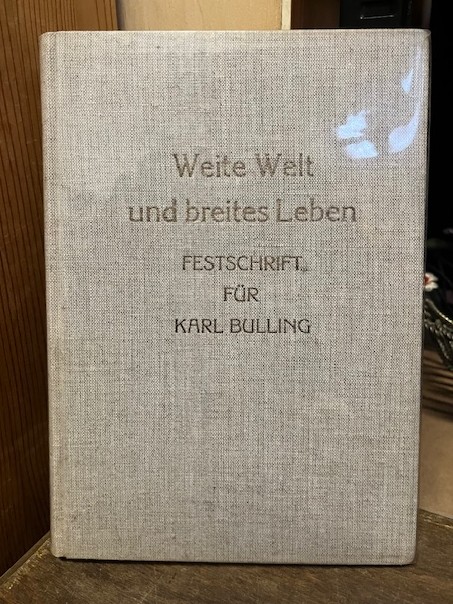 Weite Welt
und breites Leben
FESTSCHRIFT
FÜR
KARL BULLING